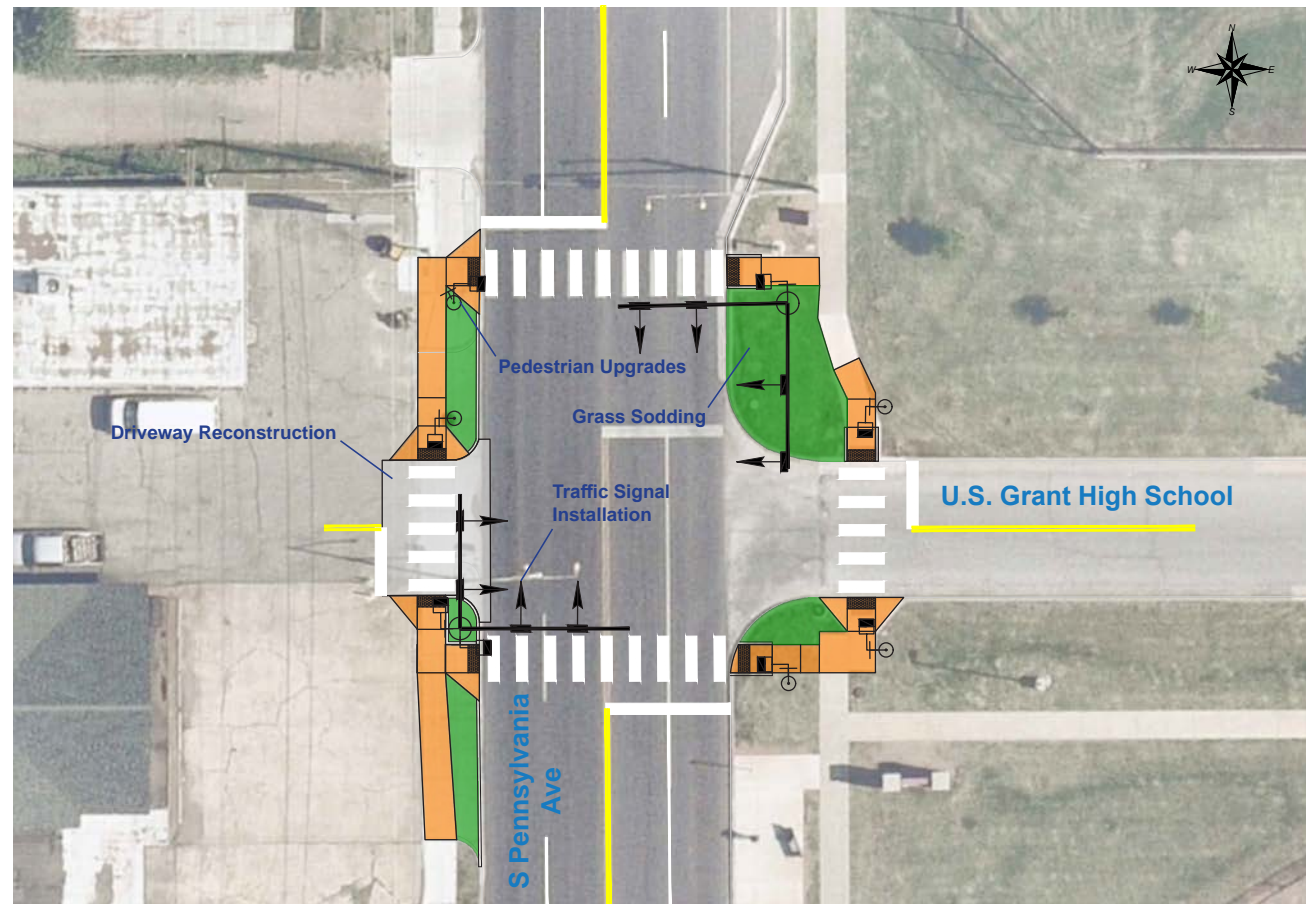 N
W
E
S
Pedestrian Upgrades
Grass Sodding
Driveway Reconstruction
Traffic Signal
Installation
U.S. Grant High School
S Pennsylvania
Ave